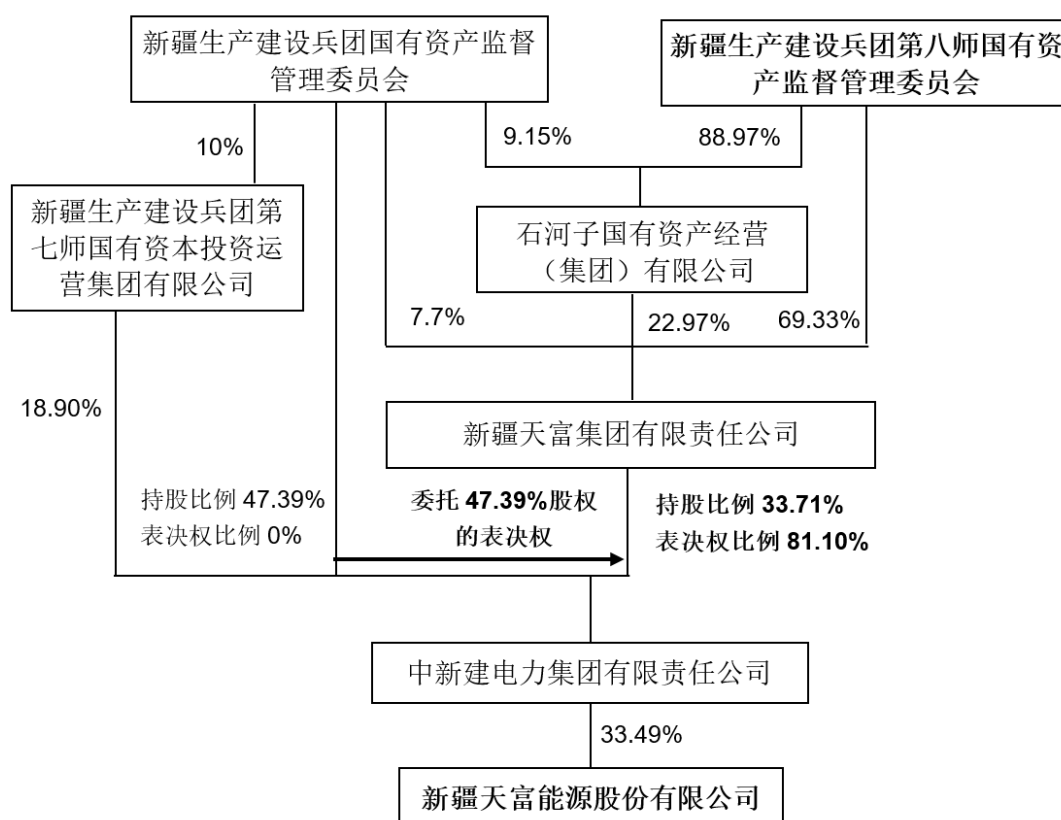 新疆生产建设兵团国有资产监督
管理委员会
新疆生产建设兵团第八师国有资
产监督管理委员会
10%
9.15%
88.97%
新疆生产建设兵团第
七师国有资本投资运
营集团有限公司
石河子国有资产经营
（集团）有限公司
7.7%
22.97%
69.33%
18.90%
新疆天富集团有限责任公司
持股比例 47.39%
表决权比例 0%
委托 47.39%股权
的表决权
持股比例 33.71%
表决权比例 81.10%
中新建电力集团有限责任公司
33.49%
新疆天富能源股份有限公司